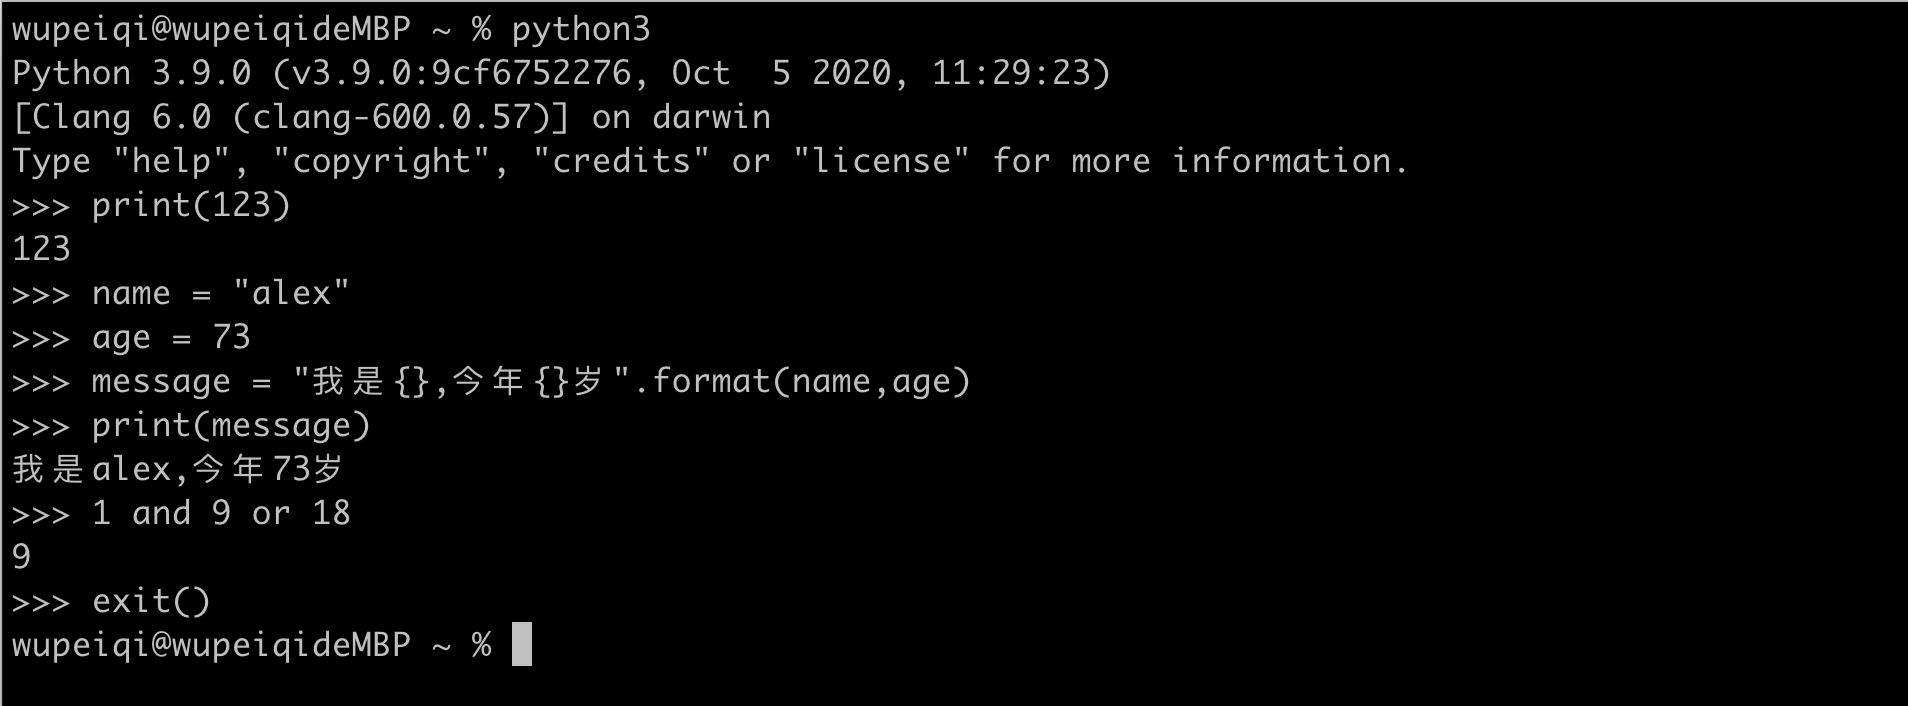 wupeiqi@wupeiqideMBP ~ % python3
Python 3.9.0 (v3.9.0:9cf6752276, Oct  5 2020, 11:29:23)
[Clang 6.0 (clang-600.0.57)] on darwin
Type "help", "copyright", "credits" or "license" for more information.
>>> print(123)
123
>>> name = "alex"
>>> age = 73
>>> message = "我是{},今年{}岁".format(name,age)
>>> print(message)
我是alex,今年73岁
>>> 1 and 9 or 18
9
>>> exit()
wupeiqi@wupeiqideMBP ~ %